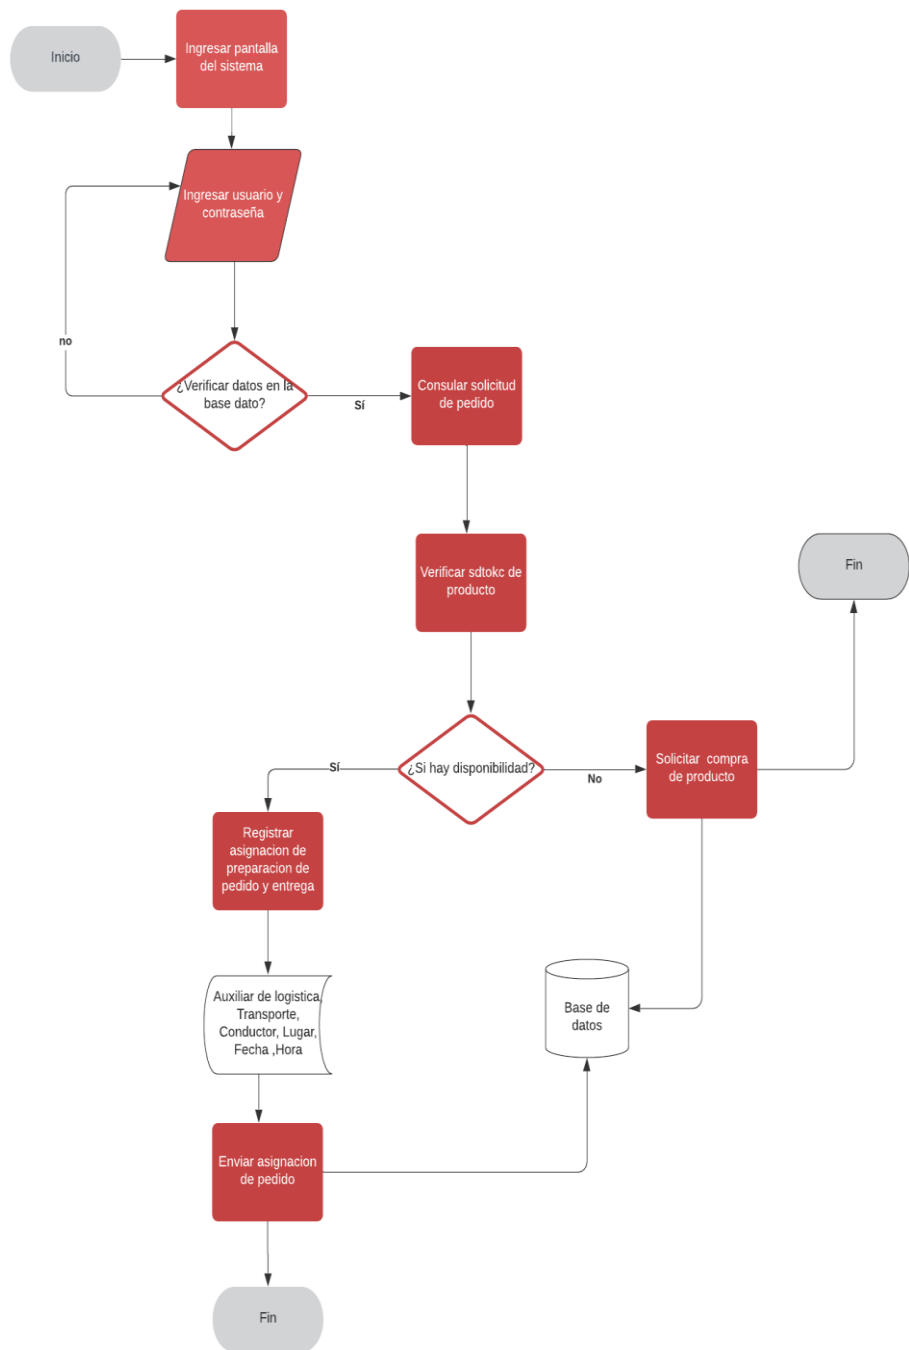 Inicio
Ingresar pantalla
del sistema
Ingresar usuario y
contraseña
no
¿Verificar datos en la
base dato?
Sí
Consular solicitud
de pedido
Verificar sdtokc de
producto
Fin
¿Si hay disponibilidad?
Sí
No
Solicitar compra
de producto
Registrar
asignacion de
preparacion de
pedido y entrega
Auxiliar de logistica,
Transporte,
Conductor, Lugar,
Fecha ,Hora
Base de
datos
Enviar asignacion
de pedido
Fin